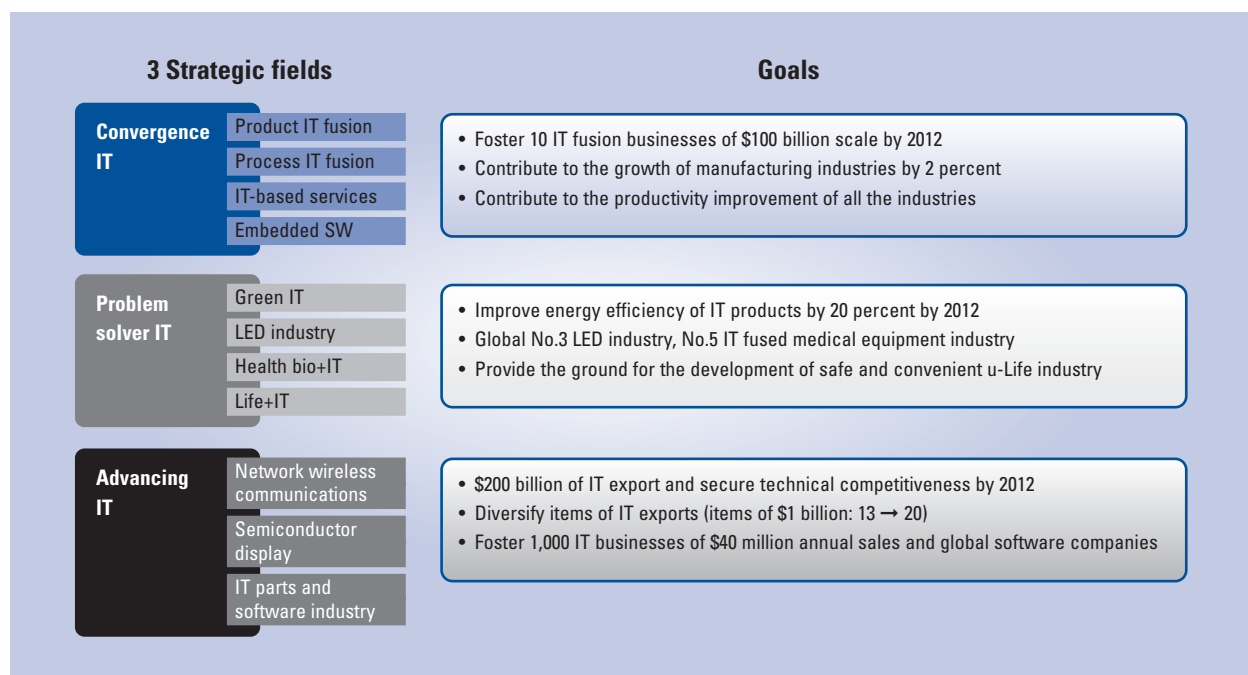 3 Strategic fields
Goals
Convergence
IT
Product IT fusion
Process IT fusion
IT-based services
Embedded SW
• Foster 10 IT fusion businesses of $100 billion scale by 2012
• Contribute to the growth of manufacturing industries by 2 percent
• Contribute to the productivity improvement of all the industries
Problem
solver IT
Green IT
LED industry
Health bio+IT
Life+IT
• Improve energy efficiency of IT products by 20 percent by 2012
• Global No.3 LED industry, No.5 IT fused medical equipment industry
• Provide the ground for the development of safe and convenient u-Life industry
Advancing
IT
Network wireless
communications
Semiconductor
display
IT parts and
software industry
• $200 billion of IT export and secure technical competitiveness by 2012
• Diversify items of IT exports (items of $1 billion: 13 ➞ 20)
• Foster 1,000 IT businesses of $40 million annual sales and global software companies